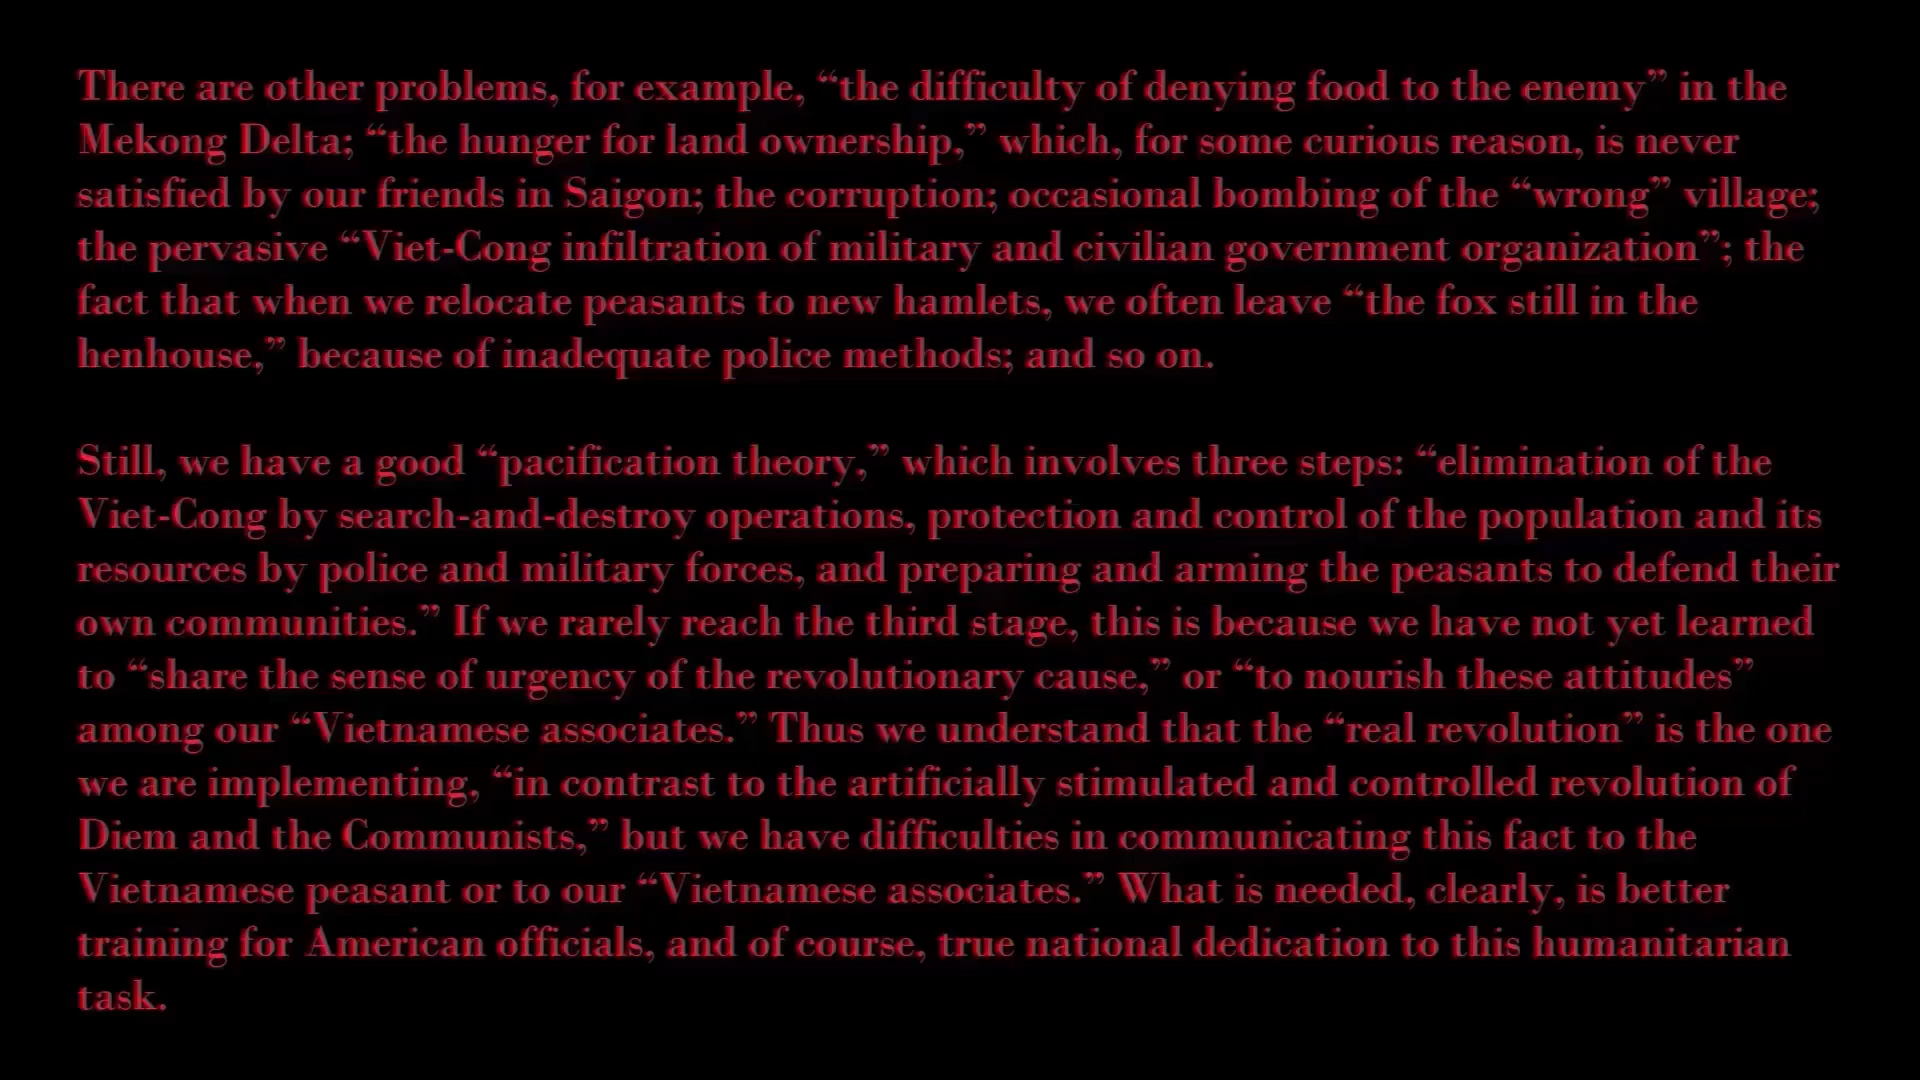 There are other problems, for example, “the difficulty of denying food to the enemy” in the
Mekong Delta; “the hunger for land ownership,” which, for some curious reason, is never
satisfied by our friends in Saigon; the corruption; occasional bombing of the “wrong” village;
the pervasive “Viet-Cong infiltration of military and civilian government organization”; the
fact that when we relocate peasants to new hamlets, we often leave “the fox still in the
henhouse,” because of inadequate police methods; and so on.
Still, we have a good “pacification theory,” which involves three steps: “elimination of the
Viet-Cong by search-and-destroy operations, protection and control of the population and its
resources by police and military forces, and preparing and arming the peasants to defend their
own communities.” If we rarely reach the third stage, this is because we have not yet learned
to “share the sense of urgency of the revolutionary cause,” or “to nourish these attitudes”
among our “Vietnamese associates.” Thus we understand that the “real revolution” is the one
we are implementing, “in contrast to the artificially stimulated and controlled revolution of
Diem and the Communists,” but we have difficulties in communicating this fact to the
Vietnamese peasant or to our “Vietnamese associates.” What is needed, clearly, is better
training for American officials, and of course, true national dedication to this humanitarian
task.